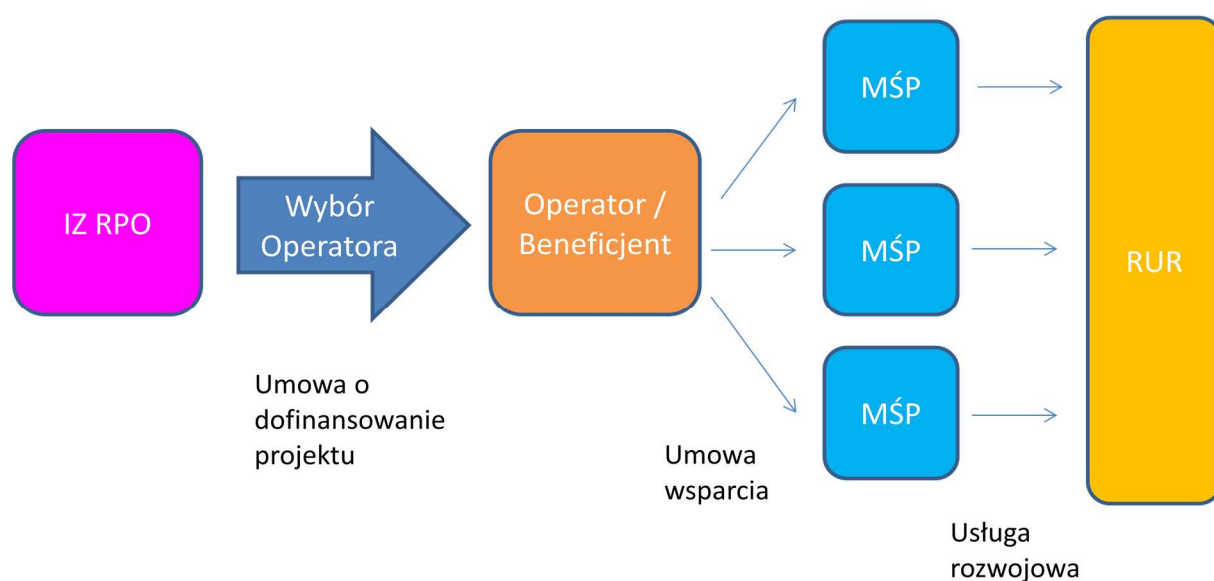 IZ RPO
Wybór
Operatora
Operator /
Beneficjent
MŚP
MŚP
MŚP
RUR
Umowa o
dofinansowanie
projektu
Umowa
wsparcia
Usługa
rozwojowa